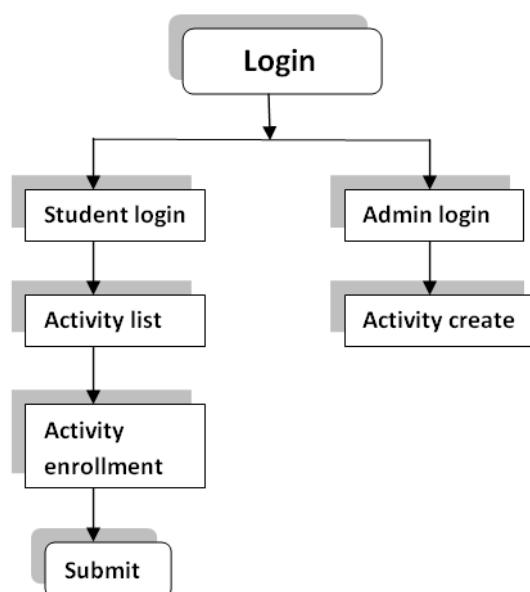 Login
Student login
Admin login
Activity list
Activity create
Activity
enrollment
Submit